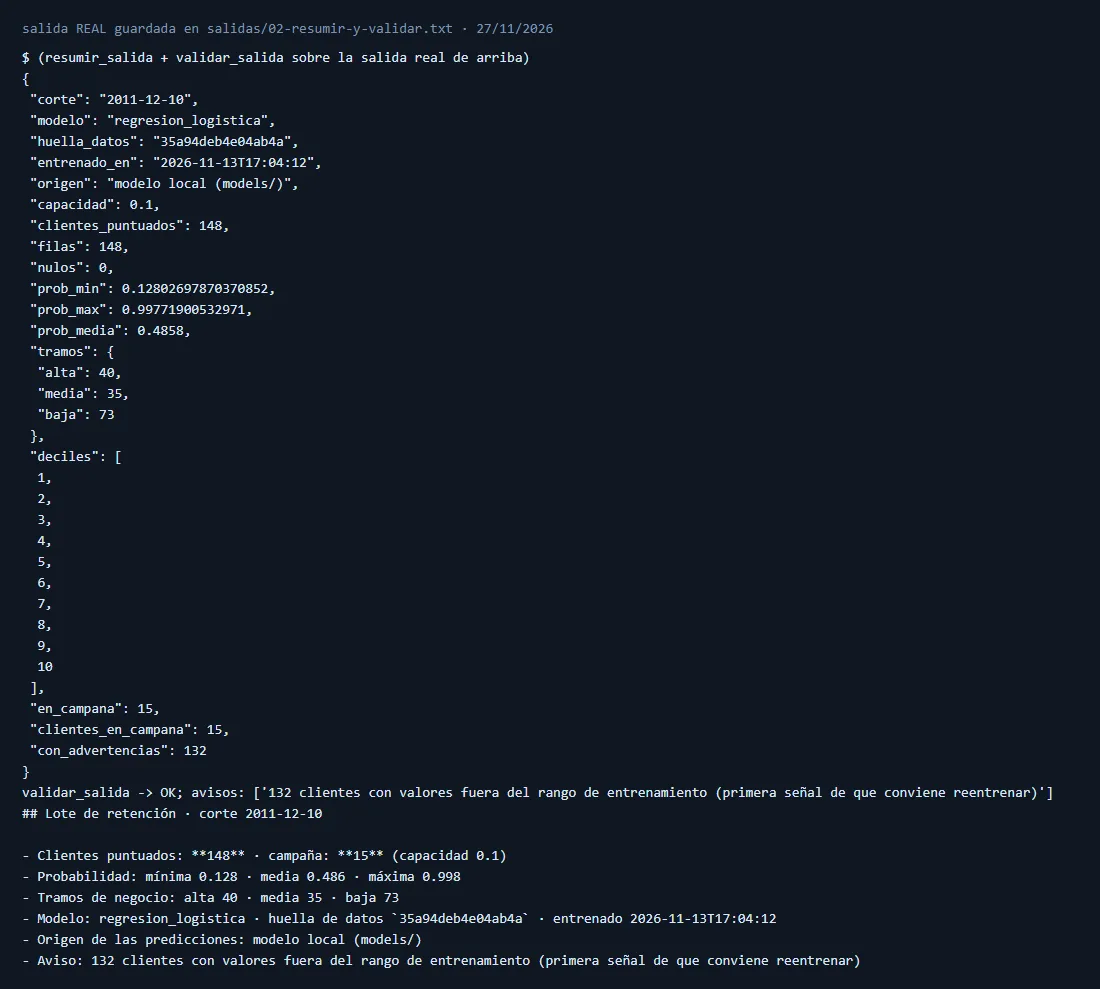 salida REAL guardada en salidas/02-resumir-y-validar.txt · 27/11/2026
$ (resumir_salida + validar_salida sobre la salida real de arriba)
{
 "corte": "2011-12-10",
 "modelo": "regresion_logistica",
 "huella_datos": "35a94deb4e04ab4a",
 "entrenado_en": "2026-11-13T17:04:12",
 "origen": "modelo local (models/)",
 "capacidad": 0.1,
 "clientes_puntuados": 148,
 "filas": 148,
 "nulos": 0,
 "prob_min": 0.12802697870370852,
 "prob_max": 0.99771900532971,
 "prob_media": 0.4858,
 "tramos": {
  "alta": 40,
  "media": 35,
  "baja": 73
 },
 "deciles": [
  1,
  2,
  3,
  4,
  5,
  6,
  7,
  8,
  9,
  10
 ],
 "en_campana": 15,
 "clientes_en_campana": 15,
 "con_advertencias": 132
}
validar_salida -> OK; avisos: ['132 clientes con valores fuera del rango de entrenamiento (primera señal de que conviene reentrenar)']
## Lote de retención · corte 2011-12-10

- Clientes puntuados: **148** · campaña: **15** (capacidad 0.1)
- Probabilidad: mínima 0.128 · media 0.486 · máxima 0.998
- Tramos de negocio: alta 40 · media 35 · baja 73
- Modelo: regresion_logistica · huella de datos `35a94deb4e04ab4a` · entrenado 2026-11-13T17:04:12
- Origen de las predicciones: modelo local (models/)
- Aviso: 132 clientes con valores fuera del rango de entrenamiento (primera señal de que conviene reentrenar)